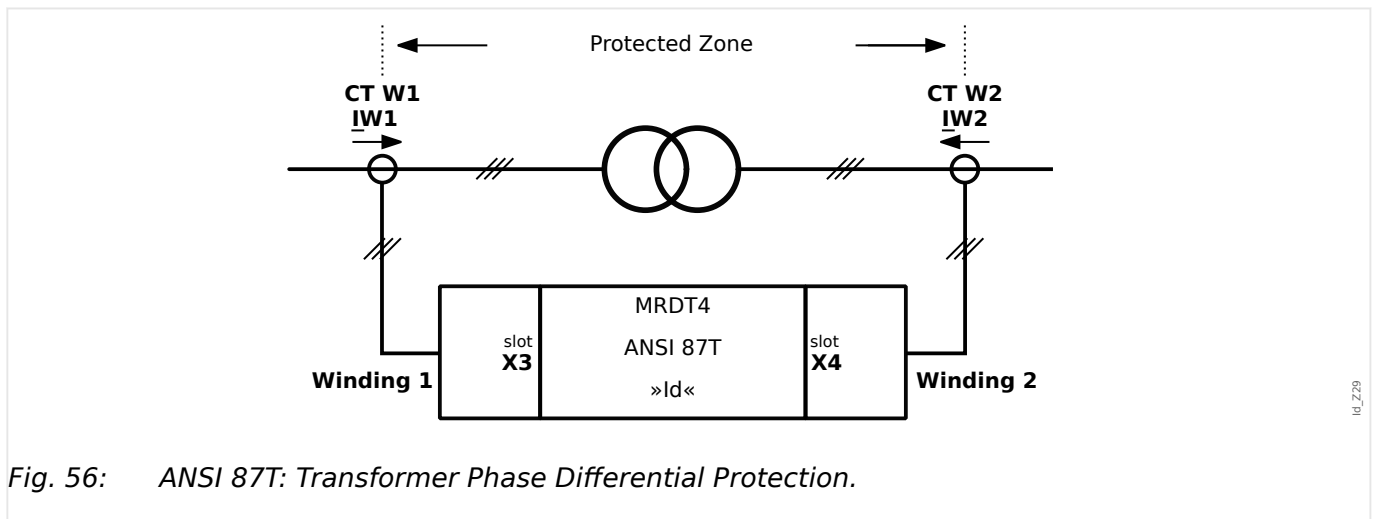 Protected Zone
CT W1
IW1
CT W2
IW2
MRDT4
ANSI 87T
»Id«
slot
X3
slot
X4
Winding 1
Winding 2
Id_Z29
Fig. 56: ANSI 87T: Transformer Phase Differential Protection.